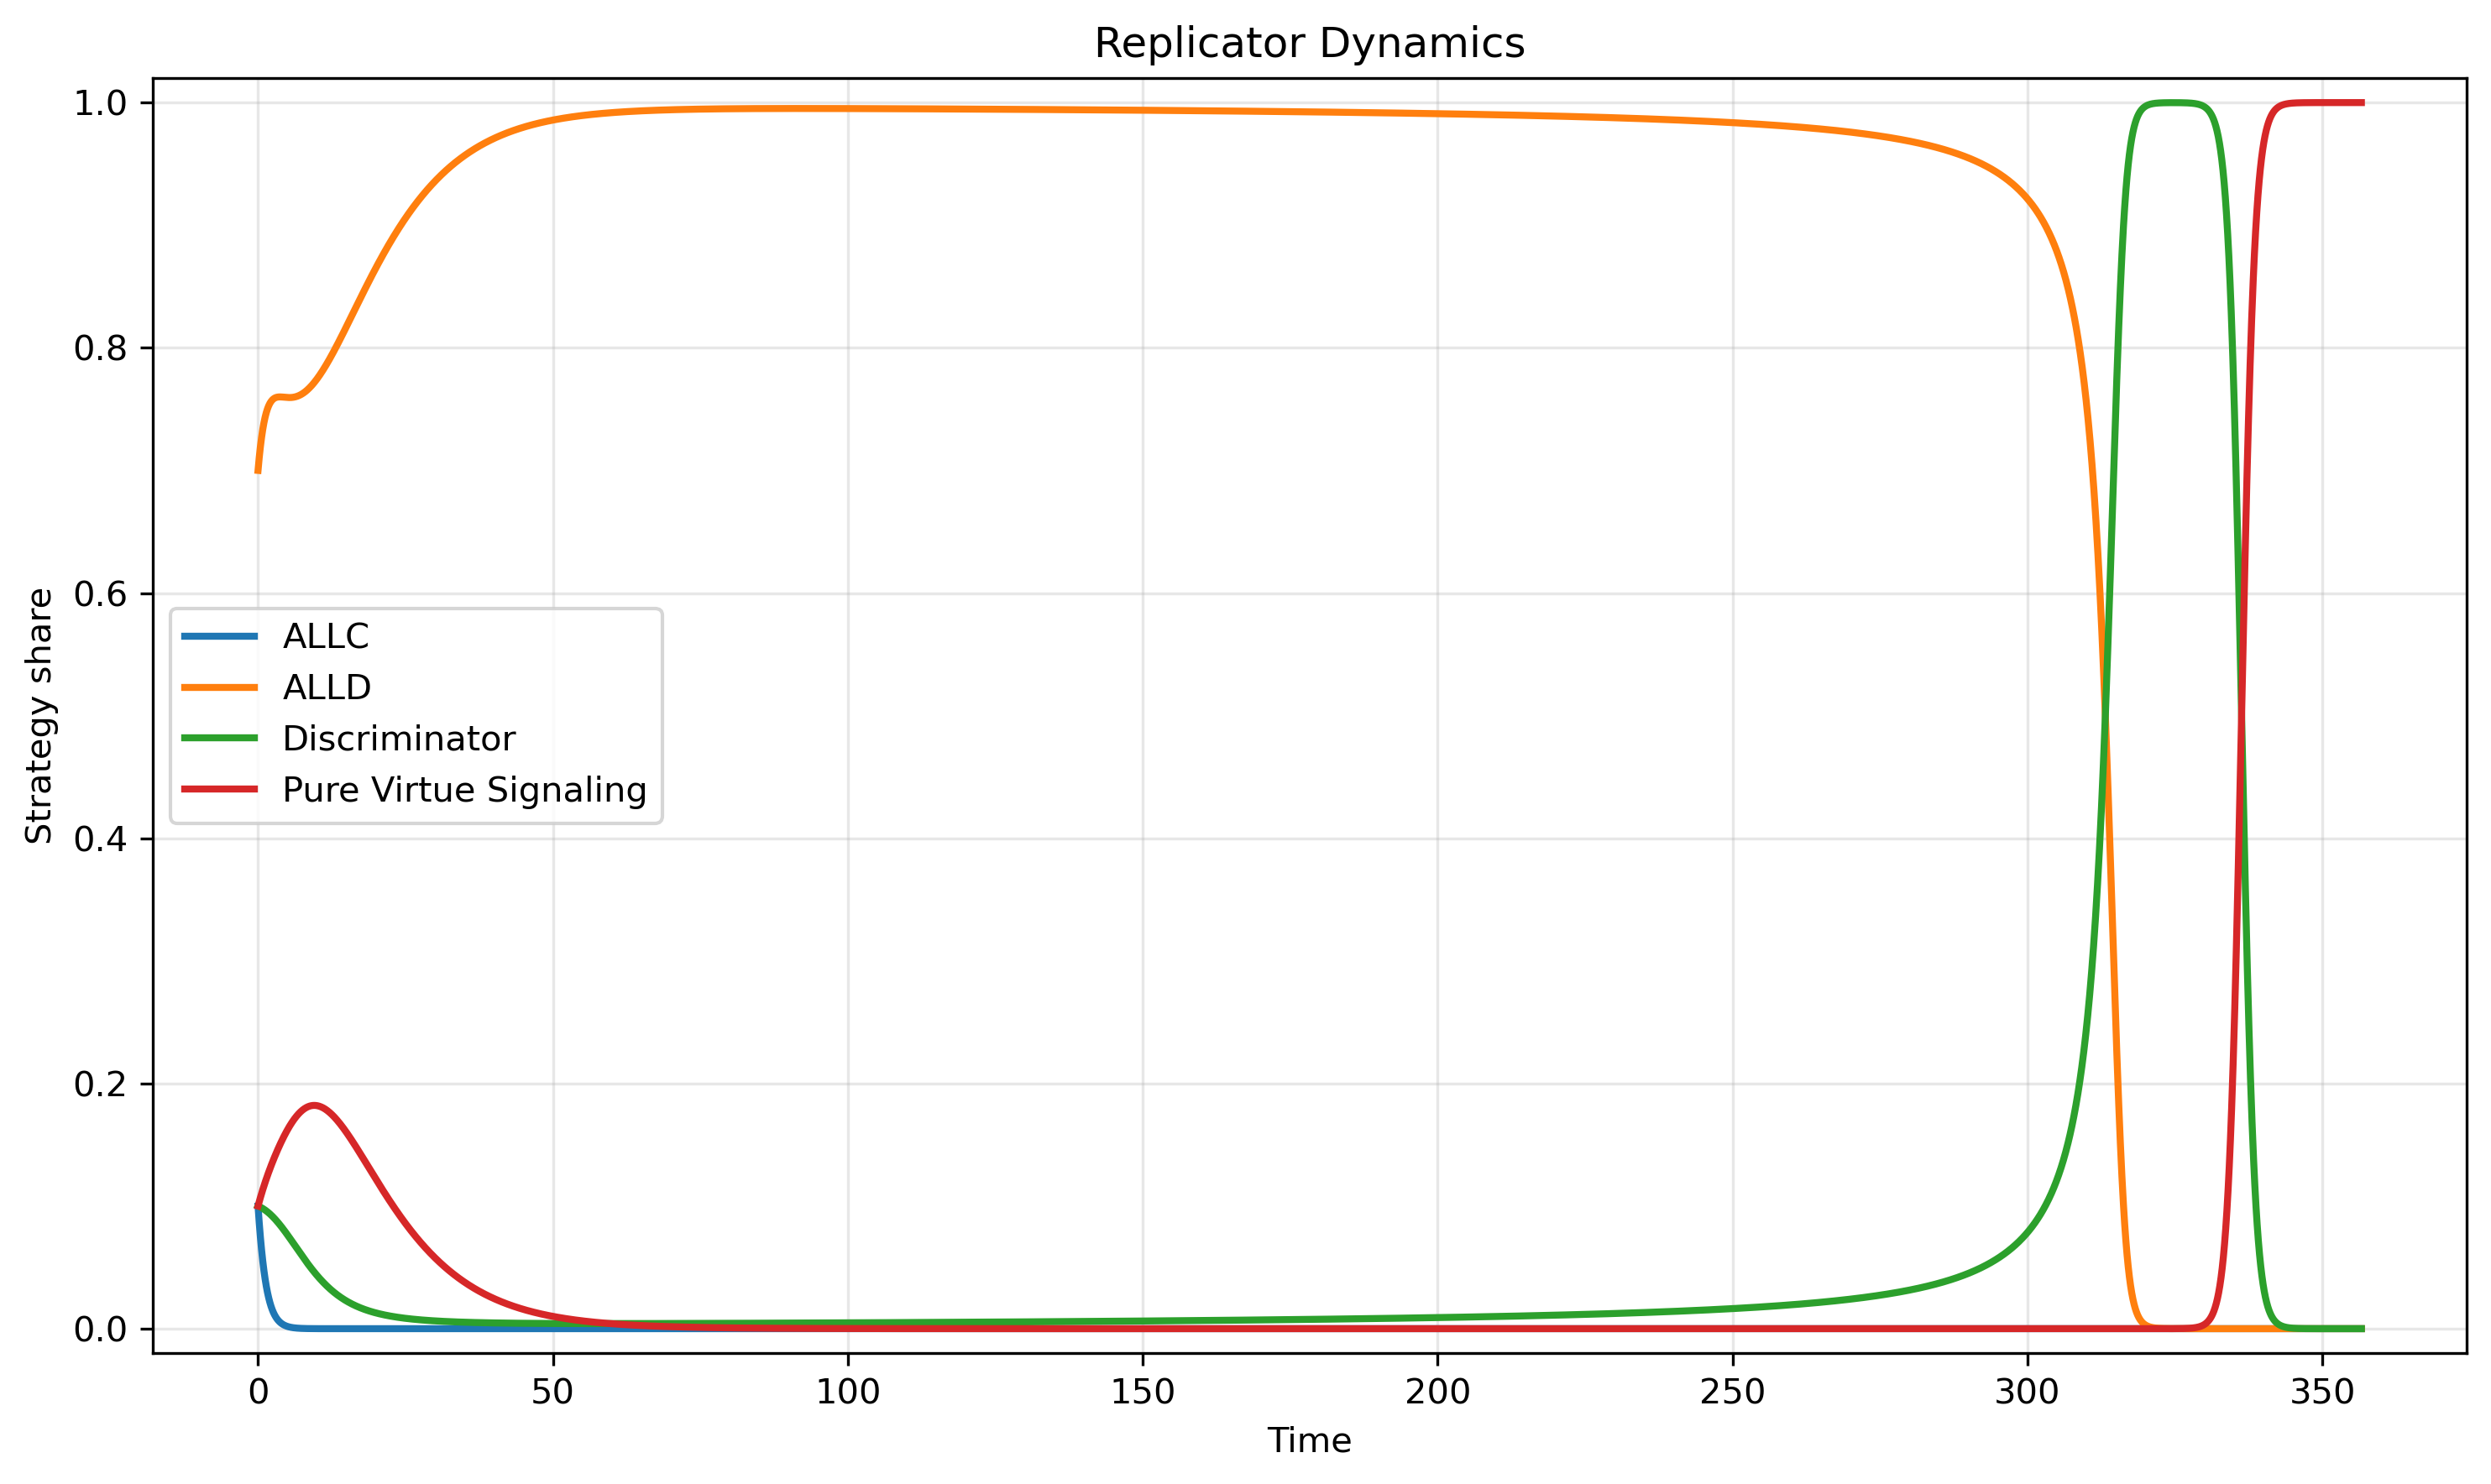 Replicator Dynamics
Strategy share
1.0
0.8
0.6
0.4
0.2
0.0
ALLC
ALLD
Discriminator
Pure Virtue Signaling
0 50 100 150 200 250 300 350
Time